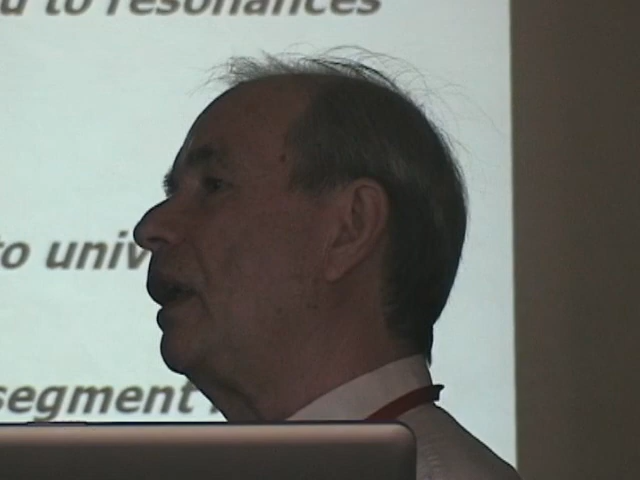 to resonances
to univ
segment